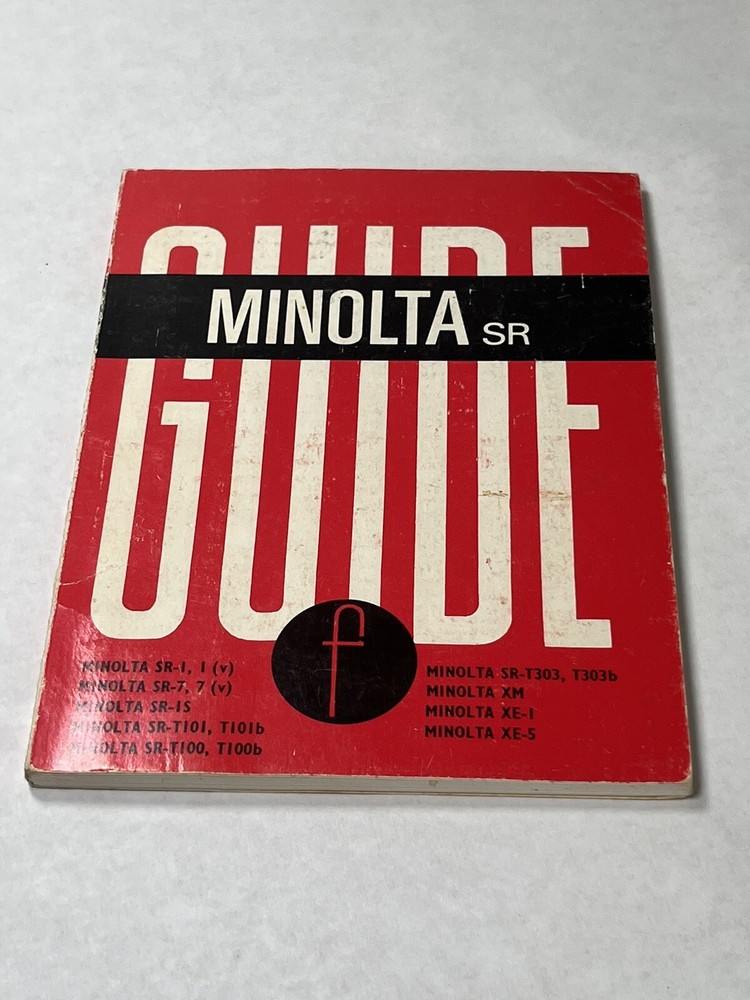 GUIDE
MINOLTA SR
f
MINOLTA SR-1, 1 (v)
MINOLTA SR-7, 7 (v)
MINOLTA SR-1S
MINOLTA SR-T101, T101b
MINOLTA SR-T100, T100b
MINOLTA SR-T303, T303b
MINOLTA XM
MINOLTA XE-1
MINOLTA XE-5